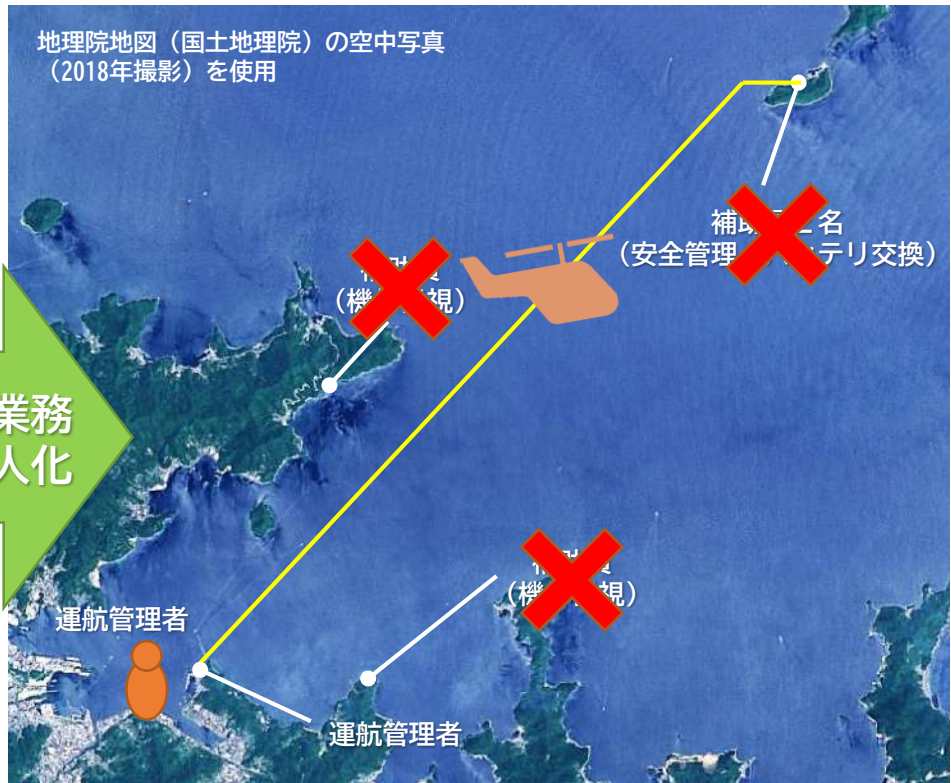 地理院地図（国土地理院）の空中写真
（2018年撮影）を使用
補助 2名
（安全管理 テリ交換）
（機 視）
業務
人化
（機 視）
運航管理者
運航管理者